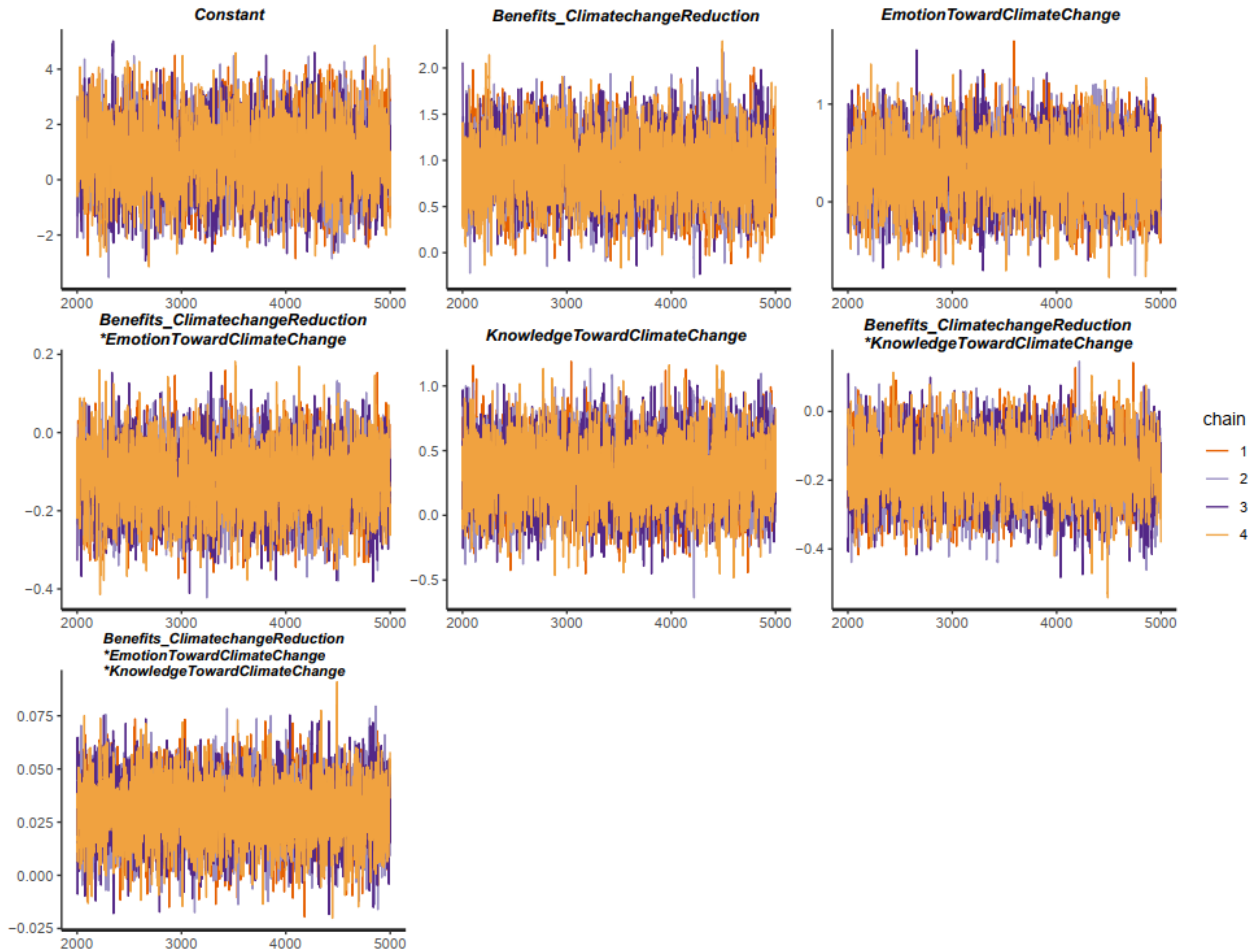 Constant
4
2
0
−2
2000 3000 4000 5000
Benefits_ClimatechangeReduction
2.0
1.5
1.0
0.5
0.0
2000 3000 4000 5000
EmotionTowardClimateChange
1
0
2000 3000 4000 5000
Benefits_ClimatechangeReduction
*EmotionTowardClimateChange
0.2
0.0
−0.2
−0.4
2000 3000 4000 5000
KnowledgeTowardClimateChange
1.0
0.5
0.0
−0.5
2000 3000 4000 5000
Benefits_ClimatechangeReduction
*KnowledgeTowardClimateChange
0.0
−0.2
−0.4
2000 3000 4000 5000
chain
1
2
3
4
Benefits_ClimatechangeReduction
*EmotionTowardClimateChange
*KnowledgeTowardClimateChange
0.075
0.050
0.025
0.000
−0.025
2000 3000 4000 5000